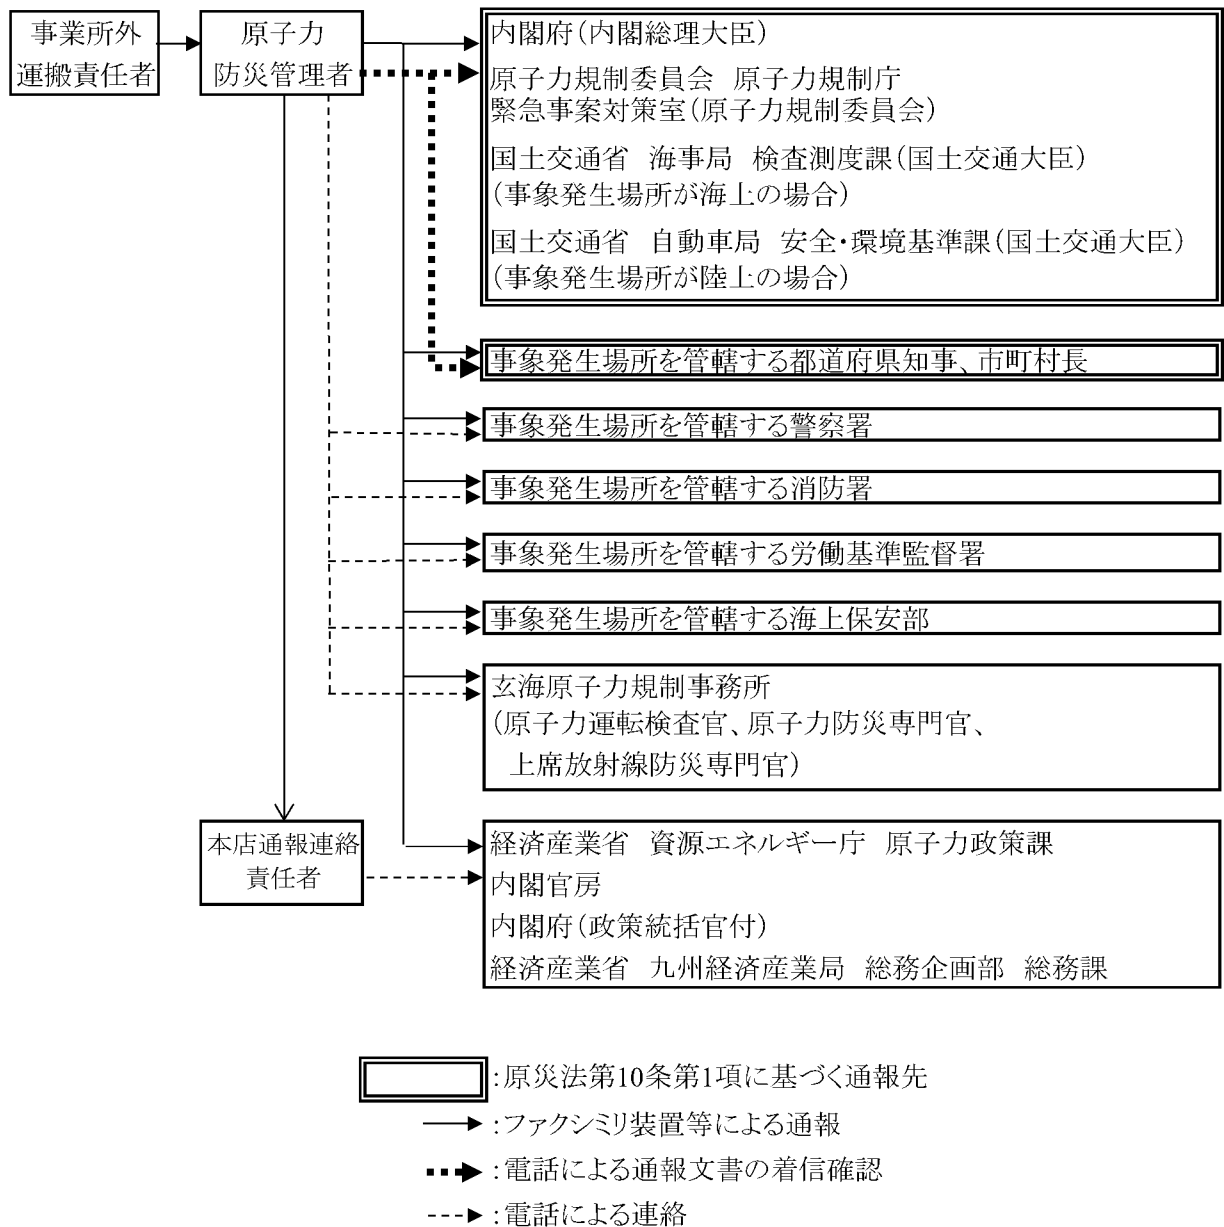 事業所外
運搬責任者
原子力
防災管理者
内閣府(内閣総理大臣)
原子力規制委員会 原子力規制庁
緊急事案対策室(原子力規制委員会)
国土交通省 海事局 検査測度課(国土交通大臣)
(事象発生場所が海上の場合)
国土交通省 自動車局 安全・環境基準課(国土交通大臣)
(事象発生場所が陸上の場合)
事象発生場所を管轄する都道府県知事、市町村長
事象発生場所を管轄する警察署
事象発生場所を管轄する消防署
事象発生場所を管轄する労働基準監督署
事象発生場所を管轄する海上保安部
玄海原子力規制事務所
(原子力運転検査官、原子力防災専門官、
上席放射線防災専門官)
本店通報連絡
責任者
経済産業省 資源エネルギー庁 原子力政策課
内閣官房
内閣府(政策統括官付)
経済産業省 九州経済産業局 総務企画部 総務課
:原災法第10条第1項に基づく通報先
:ファクシミリ装置等による通報
:電話による通報文書の着信確認
:電話による連絡